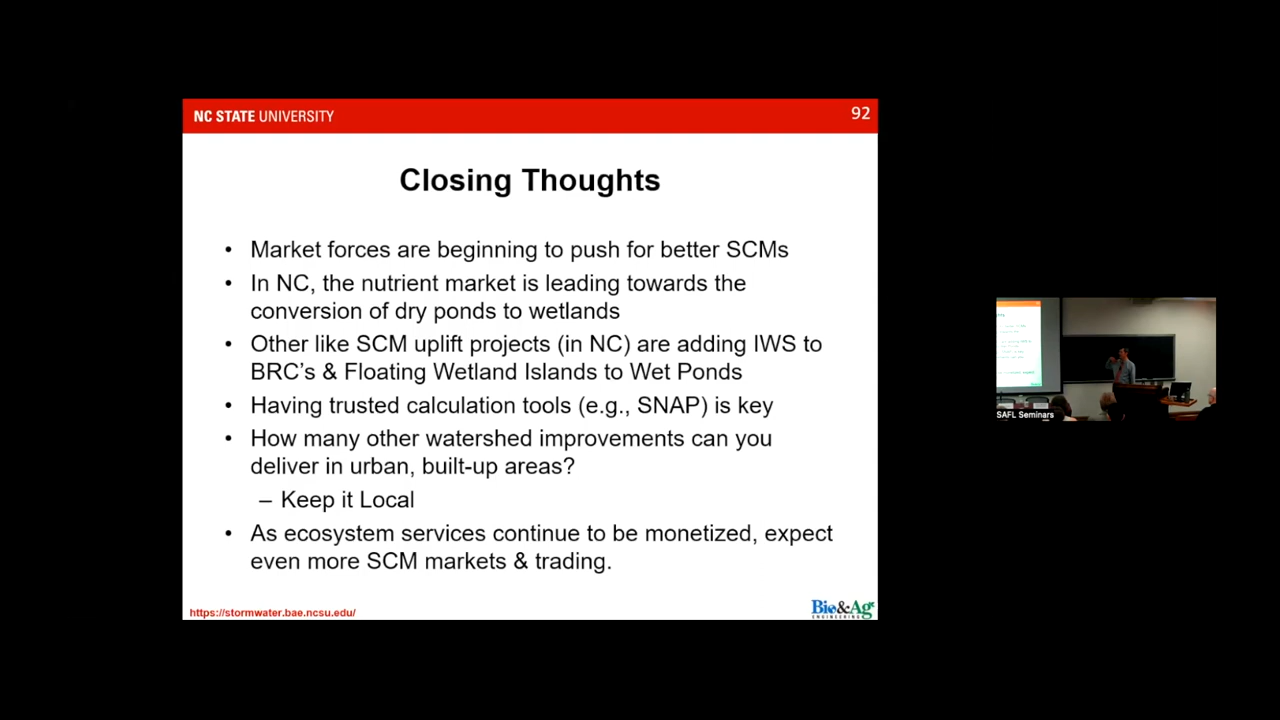 NC STATE UNIVERSITY
92
Closing Thoughts
• Market forces are beginning to push for better SCMs
• In NC, the nutrient market is leading towards the
conversion of dry ponds to wetlands
• Other like SCM uplift projects (in NC) are adding IWS to
BRC's & Floating Wetland Islands to Wet Ponds
• Having trusted calculation tools (e.g., SNAP) is key
• How many other watershed improvements can you
deliver in urban, built-up areas?
– Keep it Local
• As ecosystem services continue to be monetized, expect
even more SCM markets & trading.
https://stormwater.bae.ncsu.edu/
Bio&Ag
ENGINEERING
SAFL Seminars